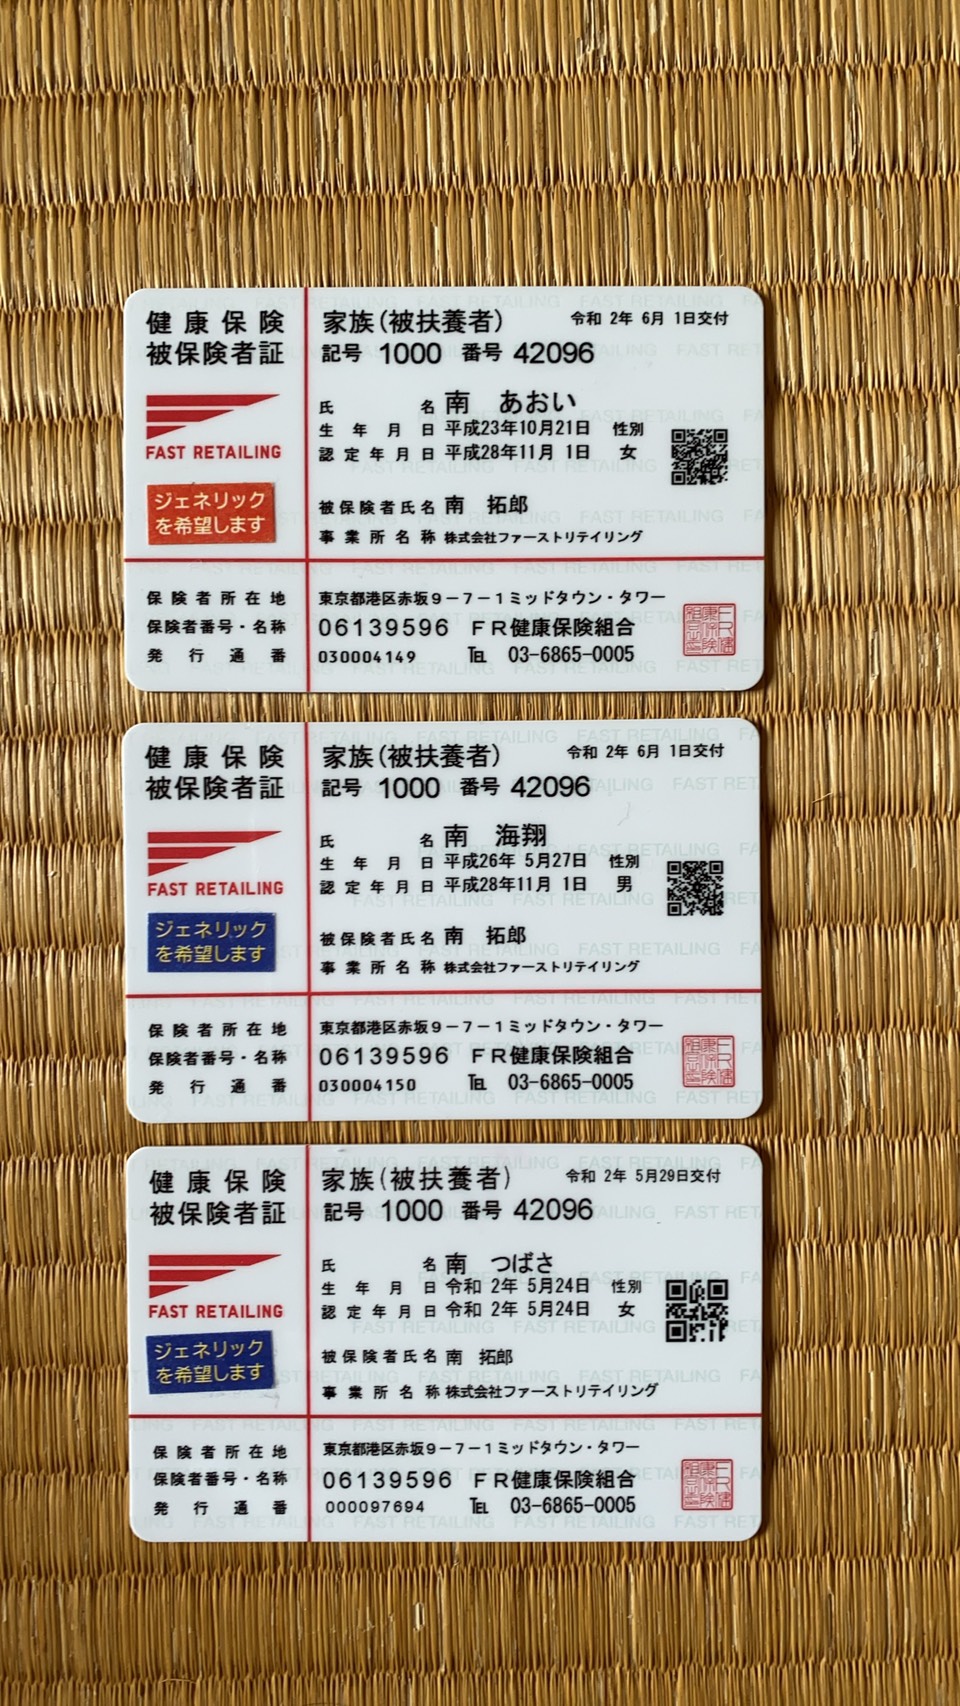 健康保険
被保険者証
家族(被扶養者)
令和 2年 6月 1日交付
記号 1000 番号 42096
FAST RETAILING
ジェネリック
を希望します
氏名 南 あおい
生年月日 平成23年10月21日 性別
認定年月日 平成28年11月 1日 女
被保険者氏名 南 拓郎
事業所名称 株式会社ファーストリテイリング
保険者所在地 東京都港区赤坂9-7-1ミッドタウン・タワー
保険者番号・名称 06139596 FR健康保険組合
発行通番 030004149 TEL 03-6865-0005
健康保険
被保険者証
家族(被扶養者)
令和 2年 6月 1日交付
記号 1000 番号 42096
FAST RETAILING
ジェネリック
を希望します
氏名 南 海翔
生年月日 平成26年 5月27日 性別
認定年月日 平成28年11月 1日 男
被保険者氏名 南 拓郎
事業所名称 株式会社ファーストリテイリング
保険者所在地 東京都港区赤坂9-7-1ミッドタウン・タワー
保険者番号・名称 06139596 FR健康保険組合
発行通番 030004150 TEL 03-6865-0005
健康保険
被保険者証
家族(被扶養者)
令和 2年 5月29日交付
記号 1000 番号 42096
FAST RETAILING
ジェネリック
を希望します
氏名 南 つばさ
生年月日 令和 2年 5月24日 性別
認定年月日 令和 2年 5月24日 女
被保険者氏名 南 拓郎
事業所名称 株式会社ファーストリテイリング
保険者所在地 東京都港区赤坂9-7-1ミッドタウン・タワー
保険者番号・名称 06139596 FR健康保険組合
発行通番 000097694 TEL 03-6865-0005